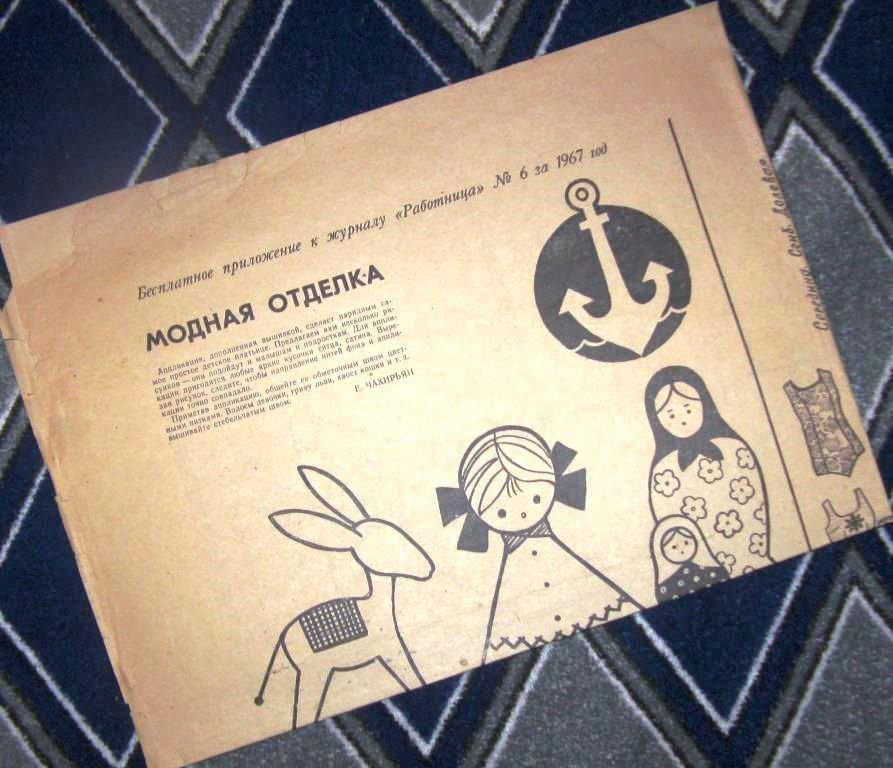 Бесплатное приложение к журналу «Работница» № 6 за 1967 год
МОДНАЯ ОТДЕЛКА
Аппликация, дополненная вышивкой, сделает нарядным са-
мое простое детское платьице. Предлагаем вам несколько ри-
сунков — они подойдут и малышам и подросткам. Для аппли-
кации пригодятся любые яркие кусочки ситца, сатина. Выре-
зая рисунок, следите, чтобы направление нитей фона и аппли-
кации точно совпадало.
Приметав аппликацию, обшейте ее обметочным швом цвет-
ными нитками. Волосы девочки, гриву льва, хвост кошки и т. д.
вышивайте стебельчатым швом.
Е. ЧАХИРЬЯН
Середина. Сгиб. Долевая